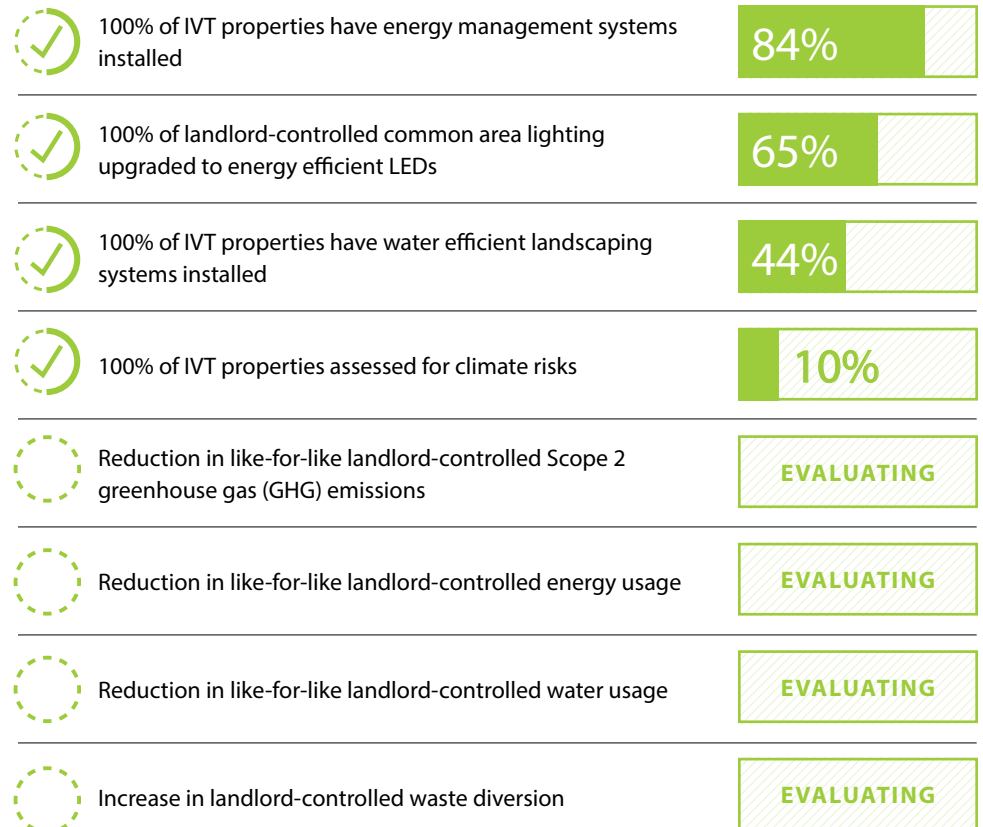 100% of IVT properties have energy management systems
installed
84%
100% of landlord-controlled common area lighting
upgraded to energy efficient LEDs
65%
100% of IVT properties have water efficient landscaping
systems installed
44%
100% of IVT properties assessed for climate risks
10%
Reduction in like-for-like landlord-controlled Scope 2
greenhouse gas (GHG) emissions
EVALUATING
Reduction in like-for-like landlord-controlled energy usage
EVALUATING
Reduction in like-for-like landlord-controlled water usage
EVALUATING
Increase in landlord-controlled waste diversion
EVALUATING